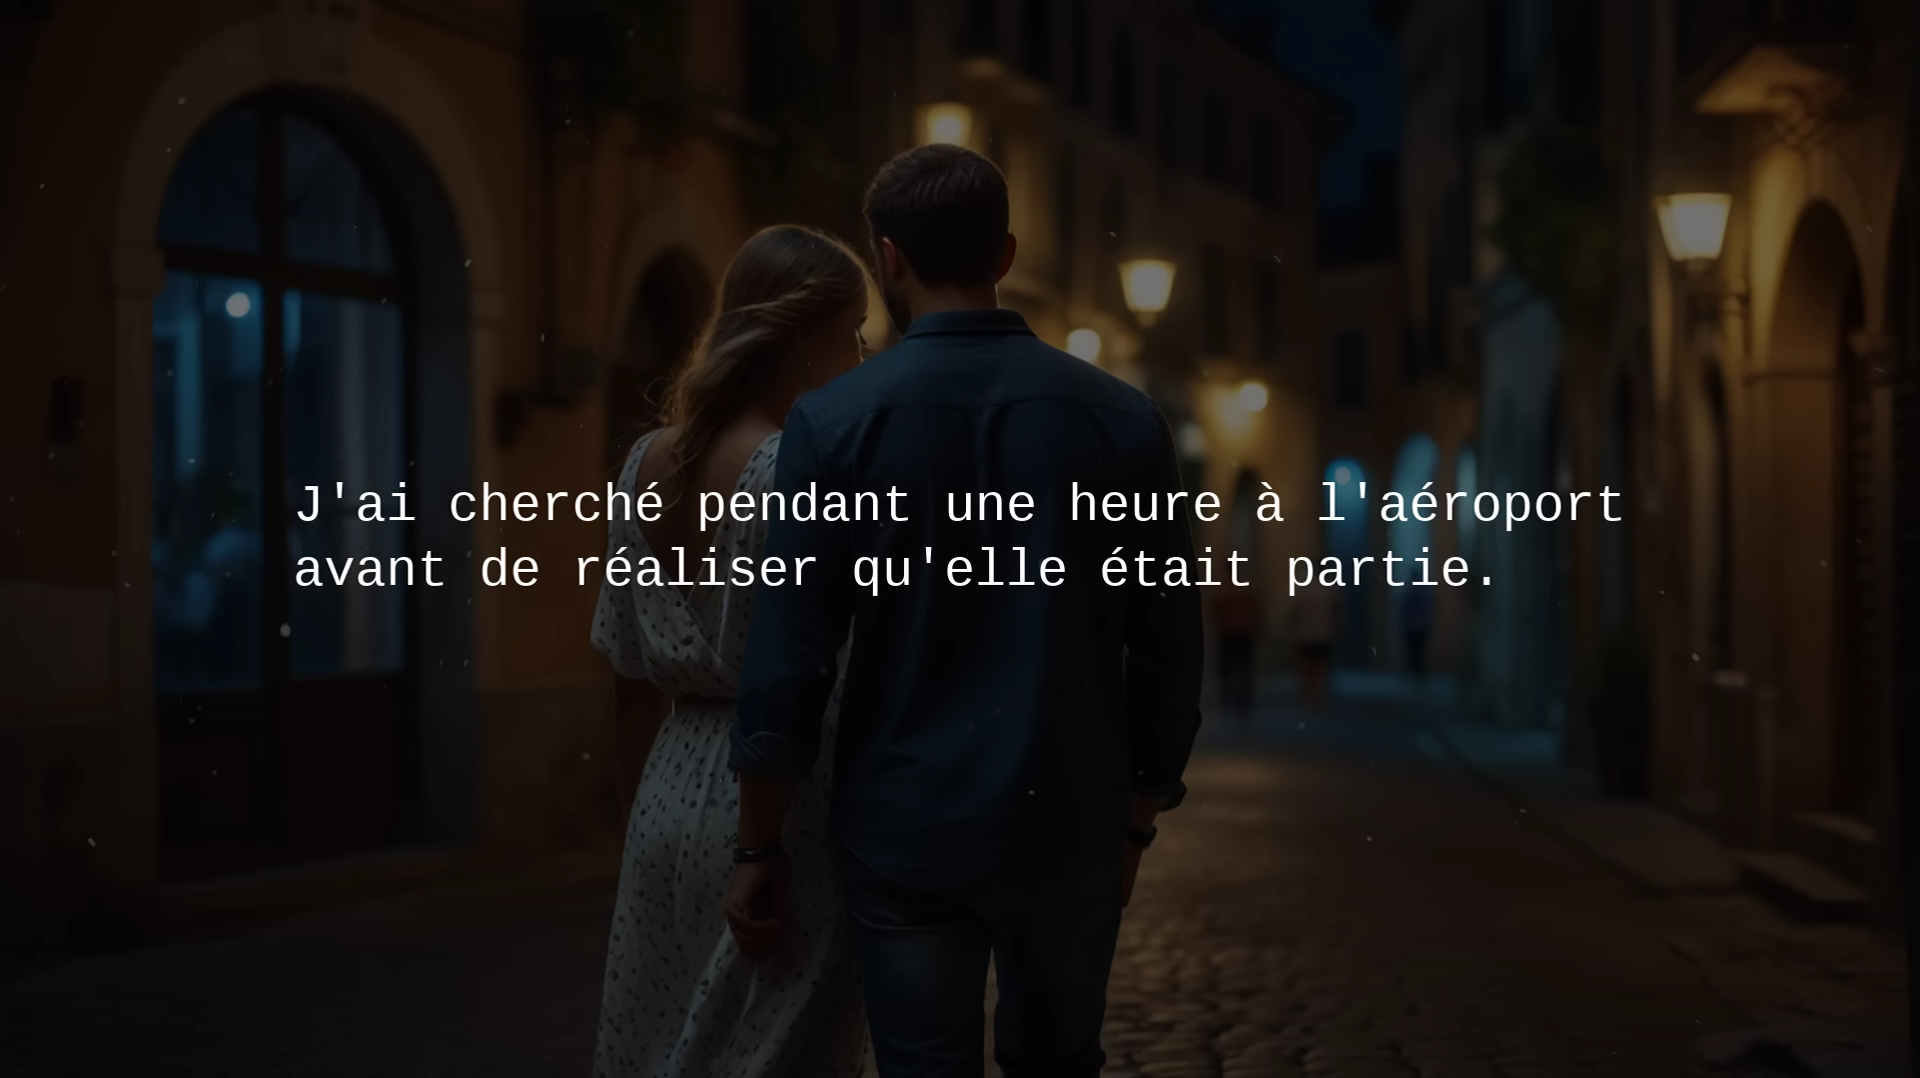 J'ai cherché pendant une heure à l'aéroport
avant de réaliser qu'elle était partie.